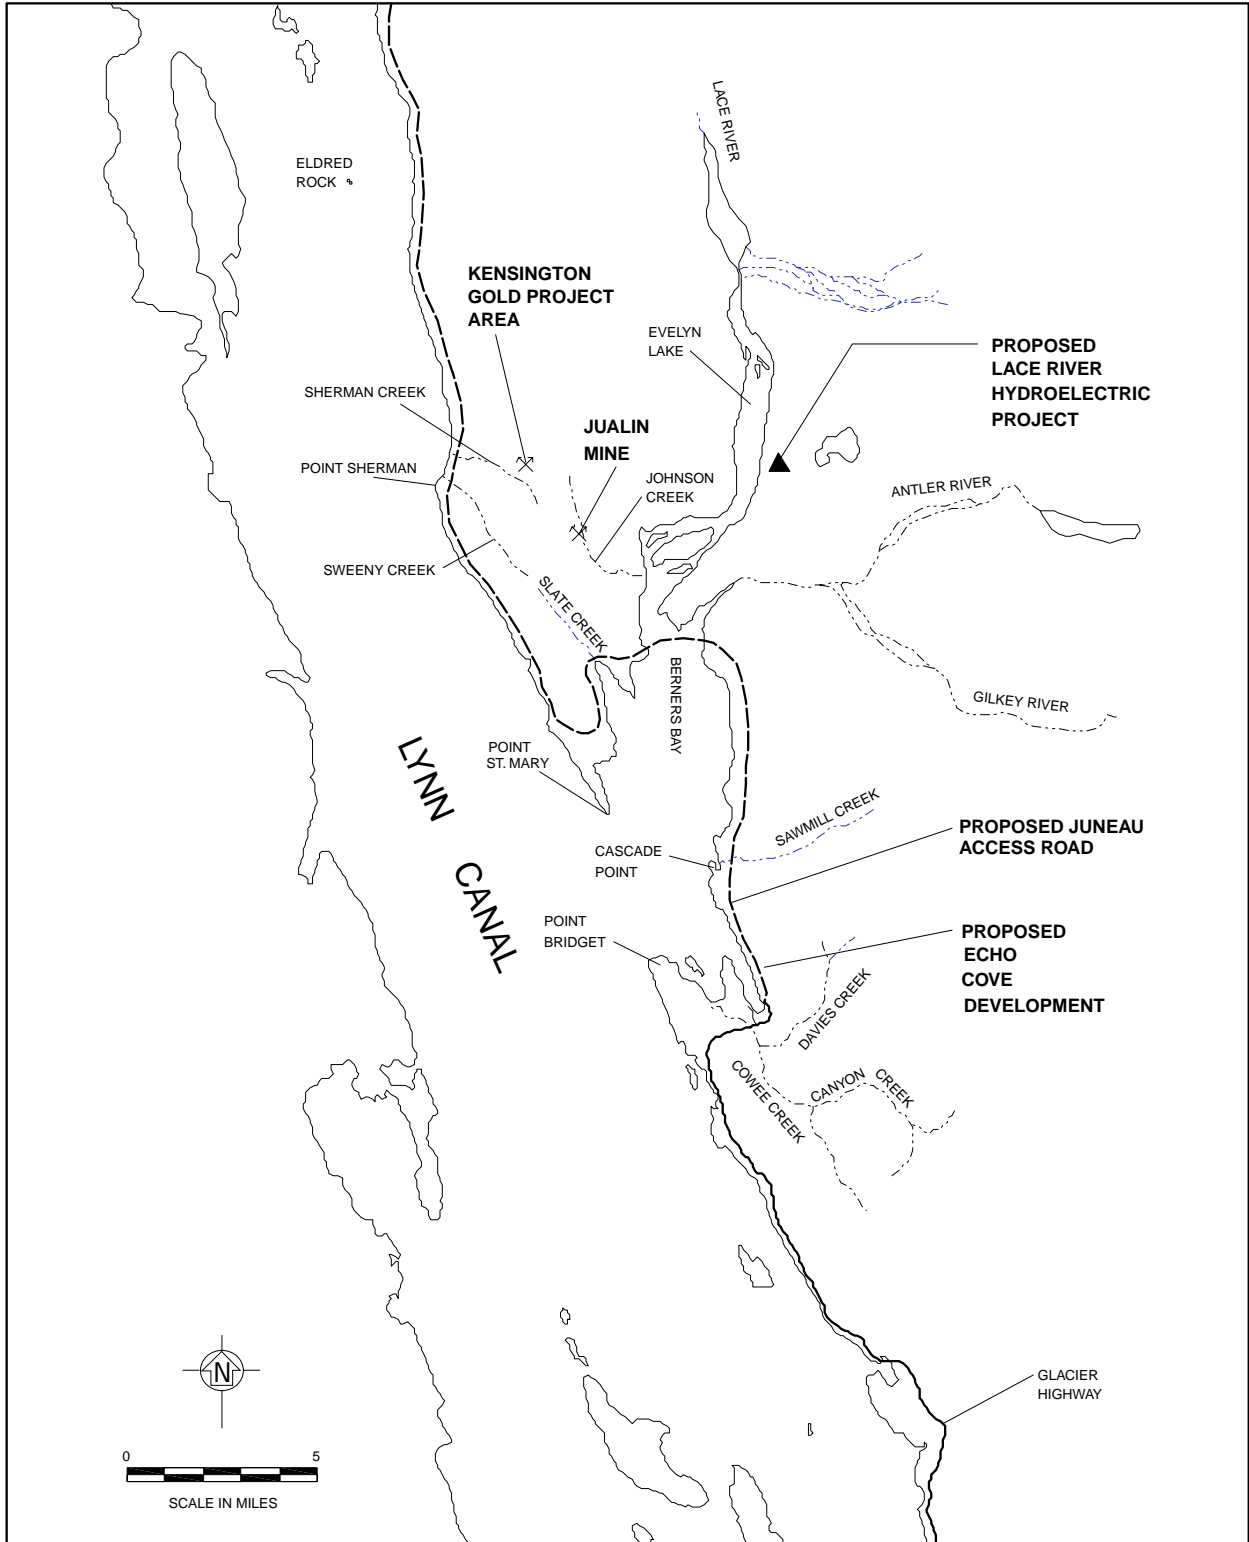 LACE RIVER
ELDRED
ROCK
KENSINGTON
GOLD PROJECT
AREA
EVELYN
LAKE
PROPOSED
LACE RIVER
HYDROELECTRIC
PROJECT
SHERMAN CREEK
JUALIN
MINE
POINT SHERMAN
JOHNSON
CREEK
ANTLER RIVER
SWEENY CREEK
SLATE CREEK
BERNERS BAY
GILKEY RIVER
POINT
ST. MARY
LYNN
CANAL
SAWMILL CREEK
PROPOSED JUNEAU
ACCESS ROAD
CASCADE
POINT
POINT
BRIDGET
PROPOSED
ECHO
COVE
DEVELOPMENT
DAVIES CREEK
COWEE CREEK
CANYON
CREEK
N
GLACIER
HIGHWAY
0 5
SCALE IN MILES